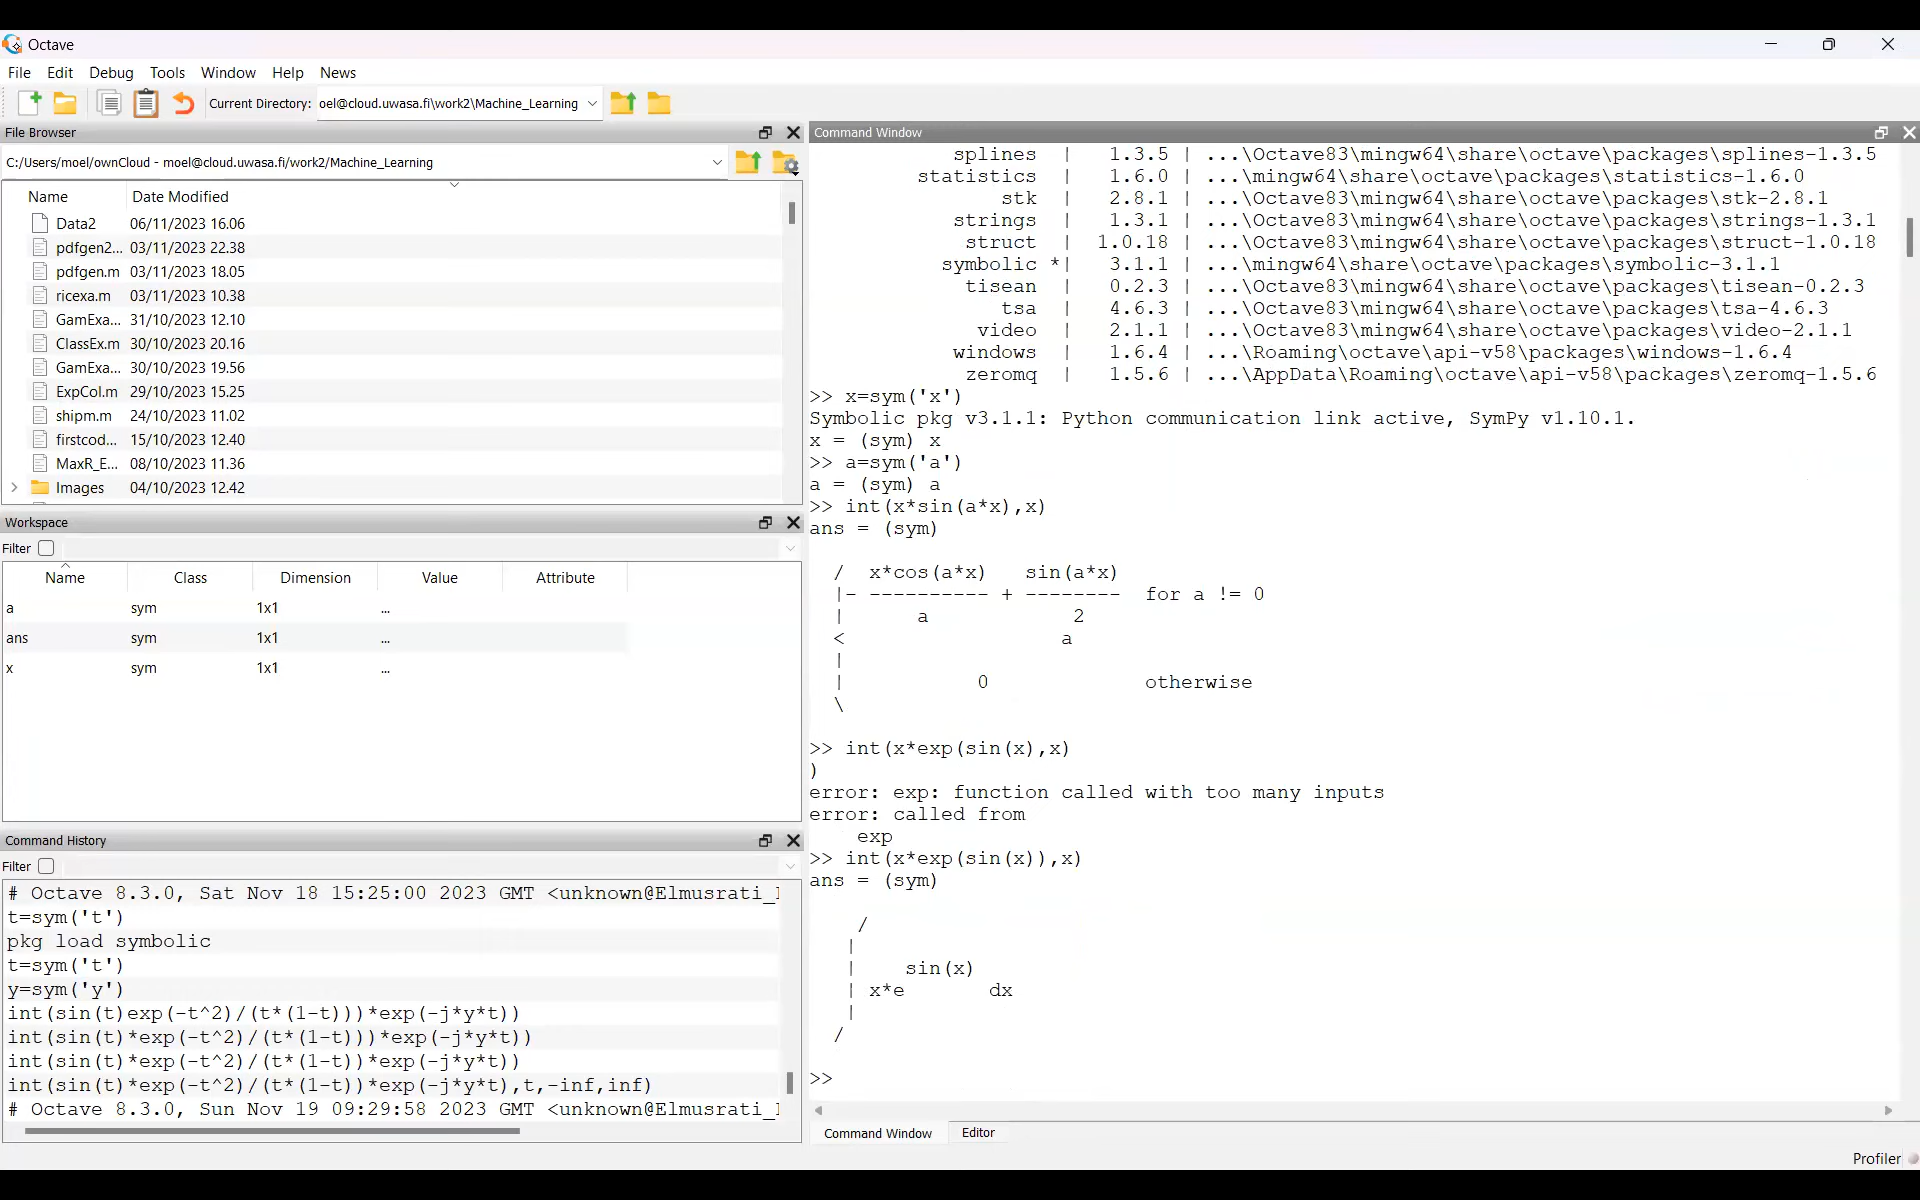 Octave
File Edit Debug Tools Window Help News
Current Directory: oel@cloud.uwasa.fi\work2\Machine_Learning
File Browser
C:/Users/moel/ownCloud - moel@cloud.uwasa.fi/work2/Machine_Learning
Name Date Modified
Data2 06/11/2023 16.06
pdfgen2... 03/11/2023 22.38
pdfgen.m 03/11/2023 18.05
ricexa.m 03/11/2023 10.38
GamExa... 31/10/2023 12.10
ClassEx.m 30/10/2023 20.16
GamExa... 30/10/2023 19.56
ExpCol.m 29/10/2023 15.25
shipm.m 24/10/2023 11.02
firstcod... 15/10/2023 12.40
MaxR_E... 08/10/2023 11.36
Images 04/10/2023 12.42
Workspace
Filter
Name Class Dimension Value Attribute
a sym 1x1 ...
ans sym 1x1 ...
x sym 1x1 ...
Command History
Filter
# Octave 8.3.0, Sat Nov 18 15:25:00 2023 GMT <unknown@Elmusrati_
t=sym('t')
pkg load symbolic
t=sym('t')
y=sym('y')
int(sin(t)exp(-t^2)/(t*(1-t)))*exp(-j*y*t))
int(sin(t)*exp(-t^2)/(t*(1-t)))*exp(-j*y*t))
int(sin(t)*exp(-t^2)/(t*(1-t))*exp(-j*y*t))
int(sin(t)*exp(-t^2)/(t*(1-t))*exp(-j*y*t),t,-inf,inf)
# Octave 8.3.0, Sun Nov 19 09:29:58 2023 GMT <unknown@Elmusrati_
Command Window
splines | 1.3.5 | ...\Octave83\mingw64\share\octave\packages\splines-1.3.5
statistics | 1.6.0 | ...\mingw64\share\octave\packages\statistics-1.6.0
stk | 2.8.1 | ...\Octave83\mingw64\share\octave\packages\stk-2.8.1
strings | 1.3.1 | ...\Octave83\mingw64\share\octave\packages\strings-1.3.1
struct | 1.0.18 | ...\Octave83\mingw64\share\octave\packages\struct-1.0.18
symbolic *| 3.1.1 | ...\mingw64\share\octave\packages\symbolic-3.1.1
tisean | 0.2.3 | ...\Octave83\mingw64\share\octave\packages\tisean-0.2.3
tsa | 4.6.3 | ...\Octave83\mingw64\share\octave\packages\tsa-4.6.3
video | 2.1.1 | ...\Octave83\mingw64\share\octave\packages\video-2.1.1
windows | 1.6.4 | ...\Roaming\octave\api-v58\packages\windows-1.6.4
zeromq | 1.5.6 | ...\AppData\Roaming\octave\api-v58\packages\zeromq-1.5.6
>> x=sym('x')
Symbolic pkg v3.1.1: Python communication link active, SymPy v1.10.1.
x = (sym) x
>> a=sym('a')
a = (sym) a
>> int(x*sin(a*x),x)
ans = (sym)
/ x*cos(a*x) sin(a*x)
|- ---------- + -------- for a != 0
| a 2
< a
|
| 0 otherwise
\
>> int(x*exp(sin(x),x)
)
error: exp: function called with too many inputs
error: called from
exp
>> int(x*exp(sin(x)),x)
ans = (sym)
/
|
| sin(x)
| x*e dx
|
/
>>
Command Window Editor
Profiler